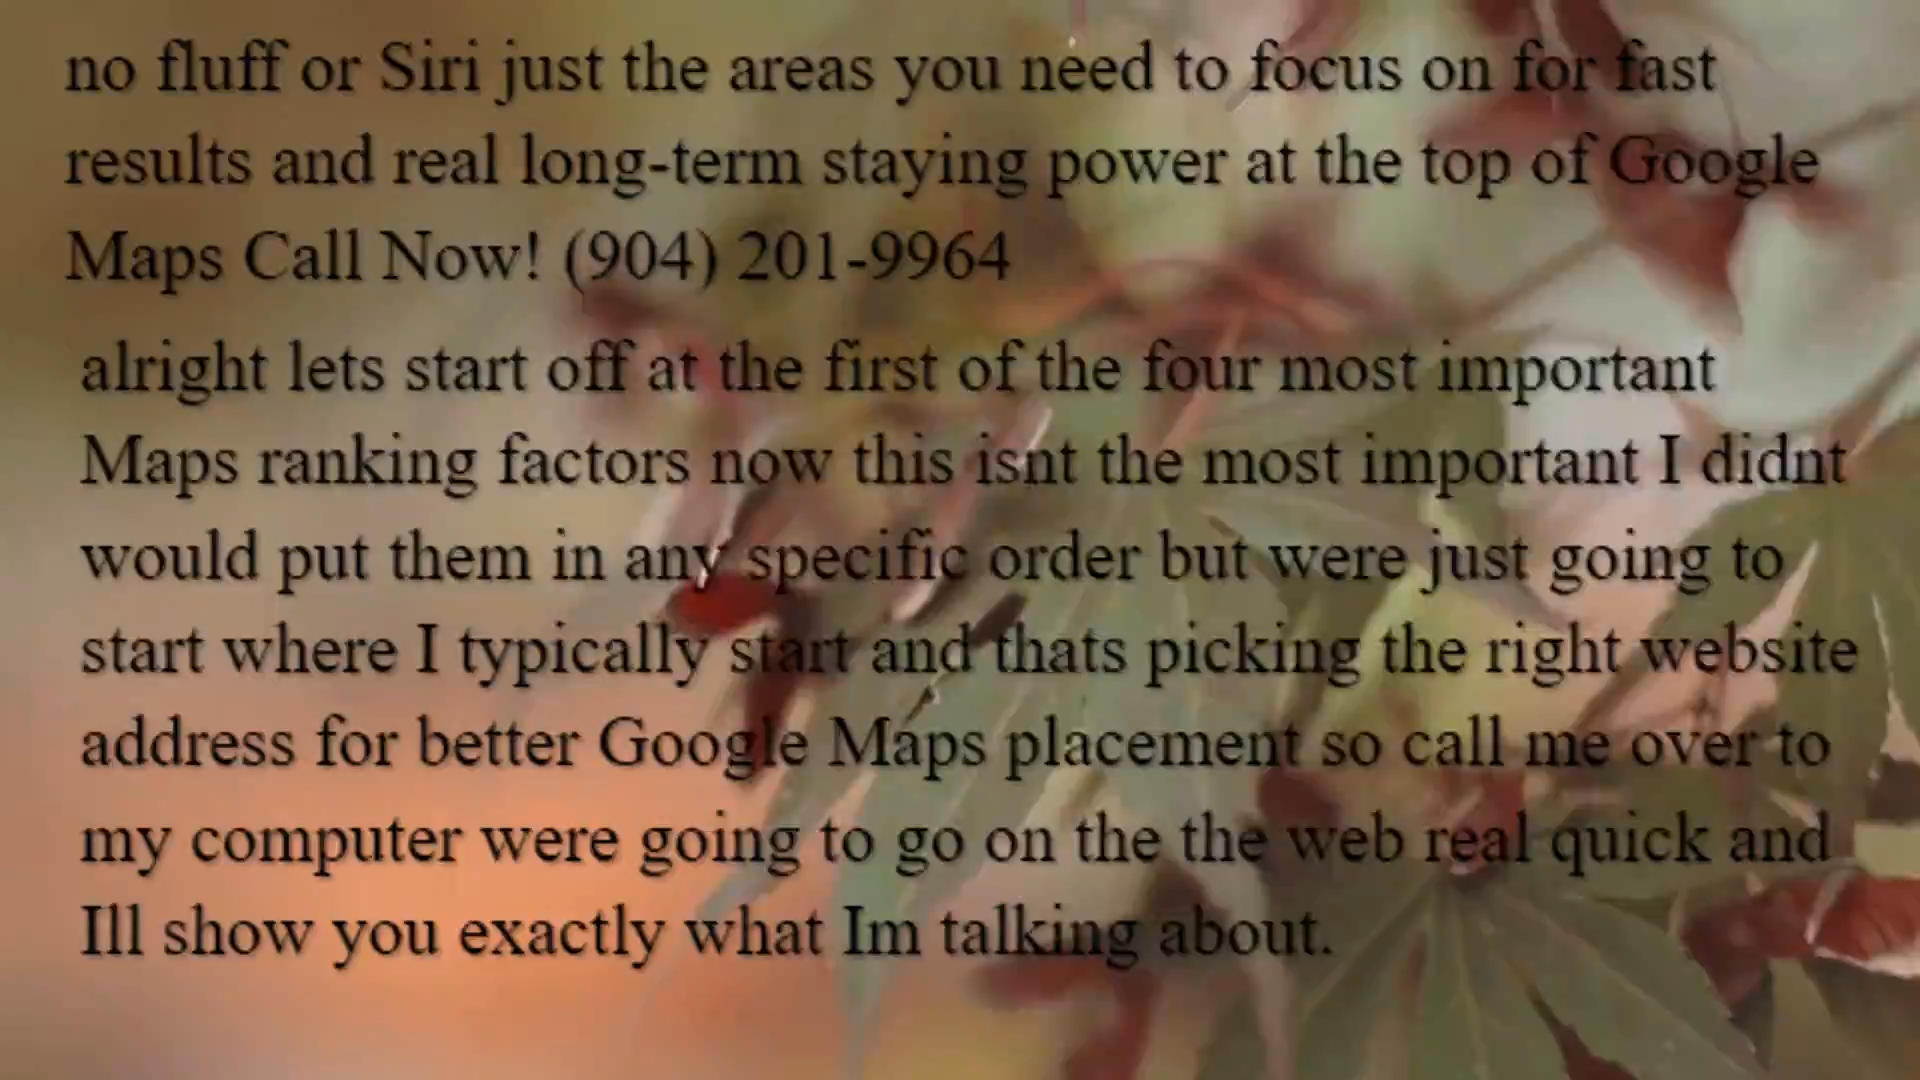 no fluff or Siri just the areas you need to focus on for fast
results and real long-term staying power at the top of Google
Maps Call Now! (904) 201-9964
alright lets start off at the first of the four most important
Maps ranking factors now this isnt the most important I didnt
would put them in any specific order but were just going to
start where I typically start and thats picking the right website
address for better Google Maps placement so call me over to
my computer were going to go on the the web real quick and
Ill show you exactly what Im talking about.